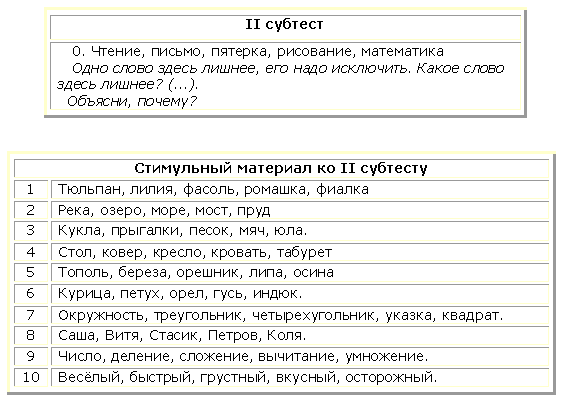 II субтест
0. Чтение, письмо, пятерка, рисование, математика
Одно слово здесь лишнее, его надо исключить. Какое слово
здесь лишнее? (...).
Объясни, почему?
Стимульный материал ко II субтесту
1 Тюльпан, лилия, фасоль, ромашка, фиалка
2 Река, озеро, море, мост, пруд
3 Кукла, прыгалки, песок, мяч, юла.
4 Стол, ковер, кресло, кровать, табурет
5 Тополь, береза, орешник, липа, осина
6 Курица, петух, орел, гусь, индюк.
7 Окружность, треугольник, четырехугольник, указка, квадрат.
8 Саша, Витя, Стасик, Петров, Коля.
9 Число, деление, сложение, вычитание, умножение.
10 Весёлый, быстрый, грустный, вкусный, осторожный.